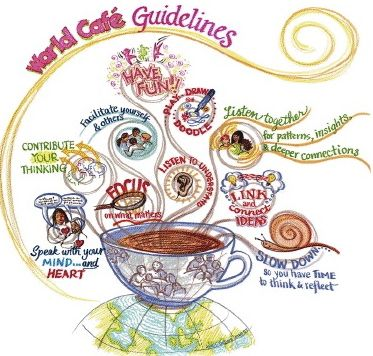 World Café Guidelines
HAVE
FUN!!
PLAY, DRAW
DOODLE
Facilitate yourself
& others
Listen together
for patterns, insights
& deeper connections
CONTRIBUTE
YOUR
THINKING
LISTEN TO UNDERSTAND
FOCUS
on what matters
LINK
and
connect
IDEAS
Speak with your
MIND...and
HEART
SLOW DOWN
so you have TIME
to think & reflect